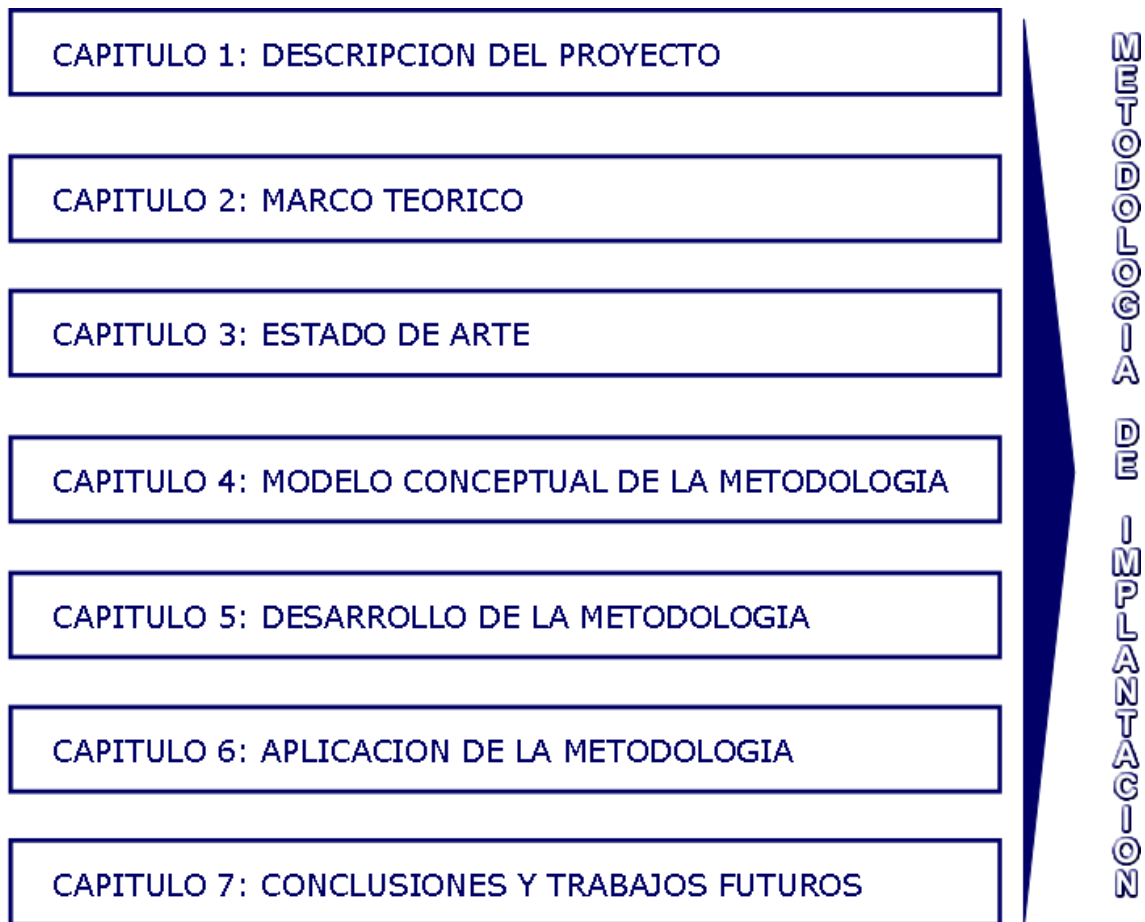 CAPITULO 1: DESCRIPCION DEL PROYECTO
CAPITULO 2: MARCO TEORICO
CAPITULO 3: ESTADO DE ARTE
CAPITULO 4: MODELO CONCEPTUAL DE LA METODOLOGIA
CAPITULO 5: DESARROLLO DE LA METODOLOGIA
CAPITULO 6: APLICACION DE LA METODOLOGIA
CAPITULO 7: CONCLUSIONES Y TRABAJOS FUTUROS
METODOLOGIA DE IMPLANTACION